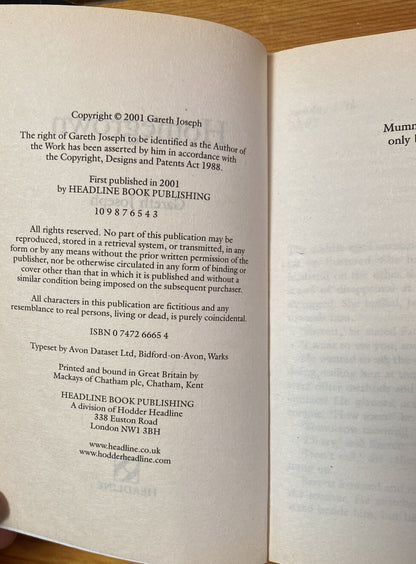 Copyright © 2001 Gareth Joseph
The right of Gareth Joseph to be identified as the Author of
the Work has been asserted by him in accordance with
the Copyright, Designs and Patents Act 1988.
First published in 2001
by HEADLINE BOOK PUBLISHING
10 9 8 7 6 5 4 3
All rights reserved. No part of this publication may be
reproduced, stored in a retrieval system, or transmitted, in any
form or by any means without the prior written permission of the
publisher, nor be otherwise circulated in any form of binding or
cover other than that in which it is published and without a
similar condition being imposed on the subsequent purchaser.
All characters in this publication are fictitious and any
resemblance to real persons, living or dead, is purely coincidental.
ISBN 0 7472 6665 4
Typeset by Avon Dataset Ltd, Bidford-on-Avon, Warks
Printed and bound in Great Britain by
Mackays of Chatham plc, Chatham, Kent
HEADLINE BOOK PUBLISHING
A division of Hodder Headline
338 Euston Road
London NW1 3BH
www.headline.co.uk
www.hodderheadline.com
Mumm
only b